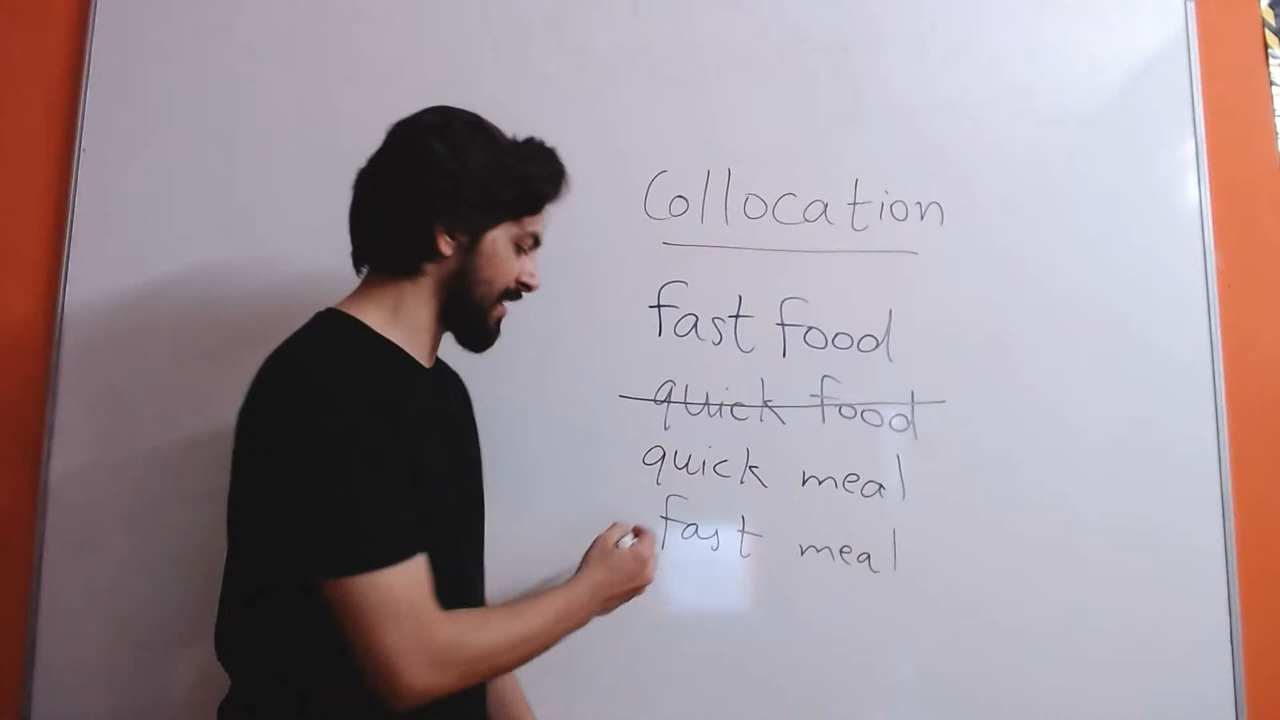 Collocation
fast food
quick food
quick meal
fast meal